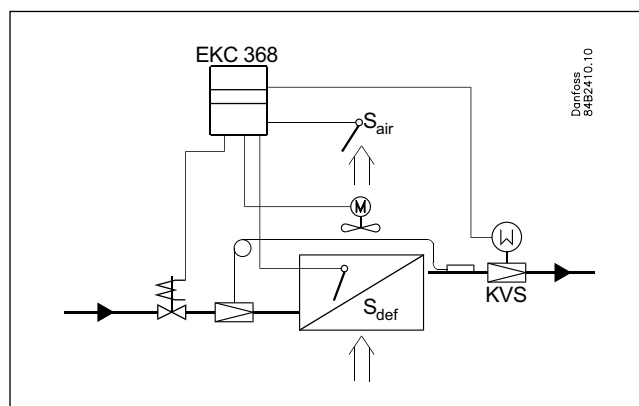 EKC 368
Danfoss
84B2410.10
Sair
M
M
Sdef
KVS